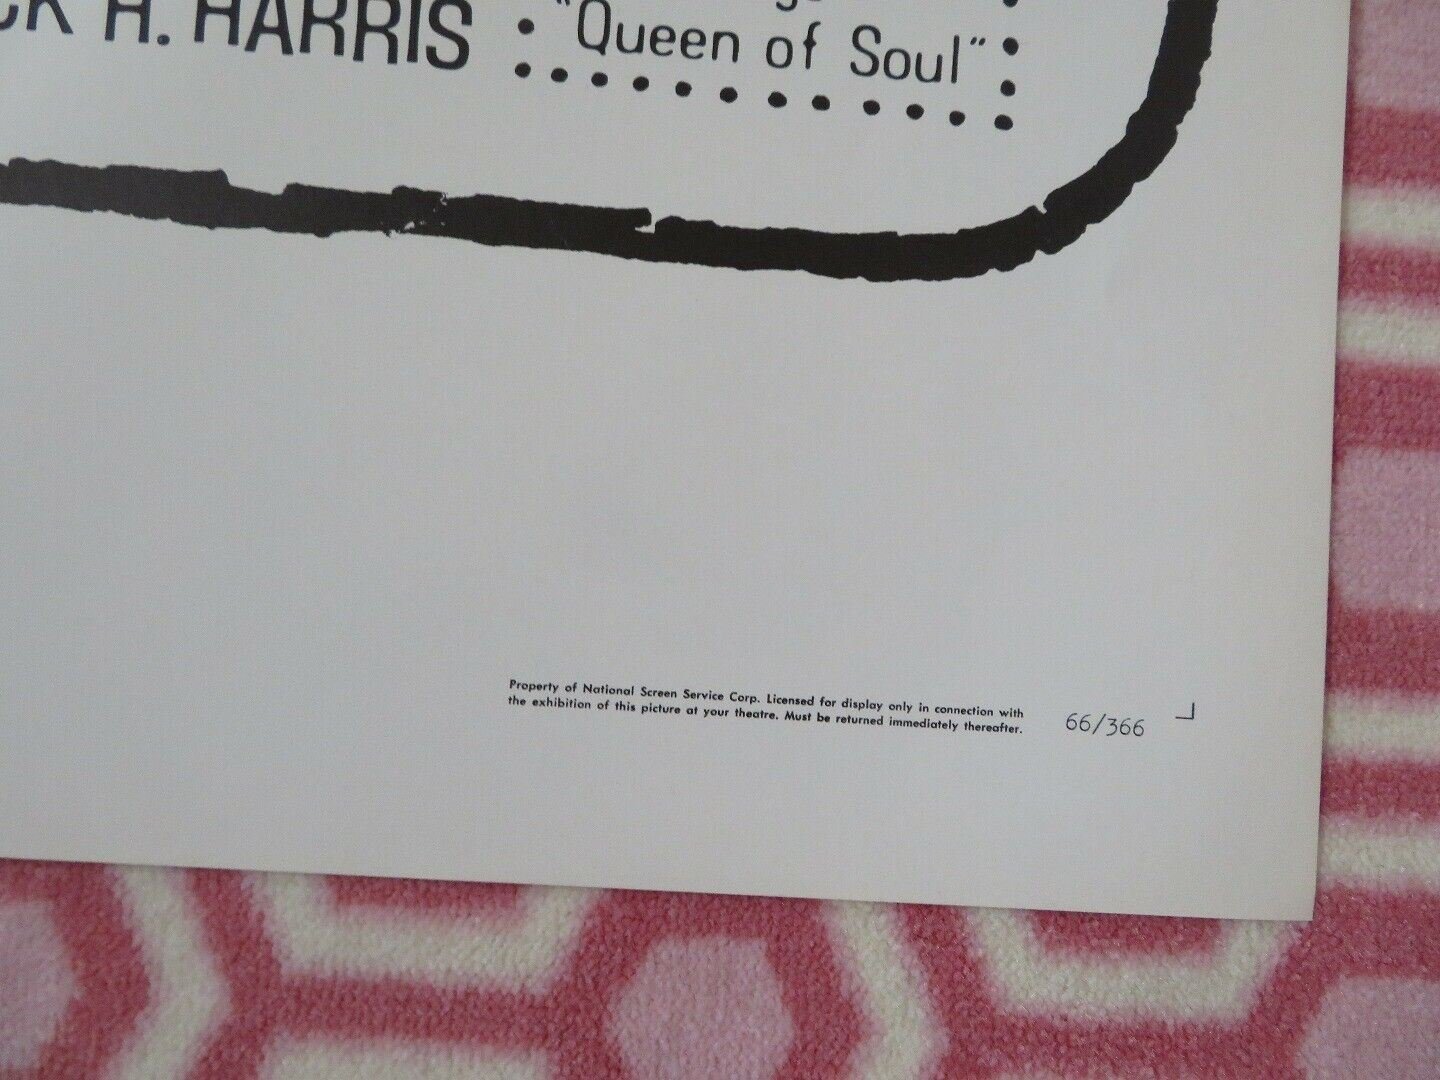 H. HARRIS
"Queen of Soul"
Property of National Screen Service Corp. Licensed for display only in connection with
the exhibition of this picture at your theatre. Must be returned immediately thereafter.
66/366